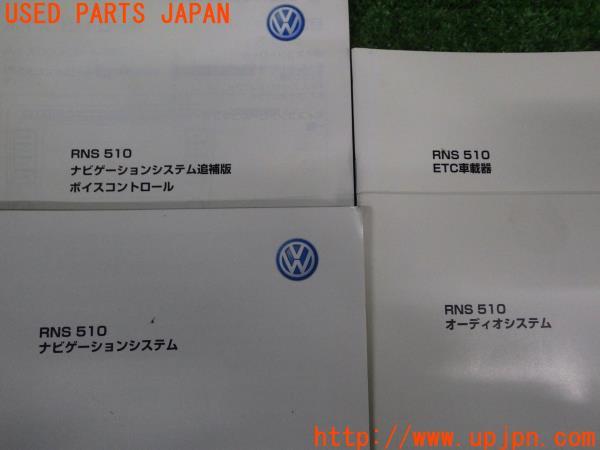 USED PARTS JAPAN
RNS 510
ナビゲーションシステム追補版
ボイスコントロール
RNS 510
ETC車載器
RNS 510
ナビゲーションシステム
RNS 510
オーディオシステム
http://www.upjpn.com